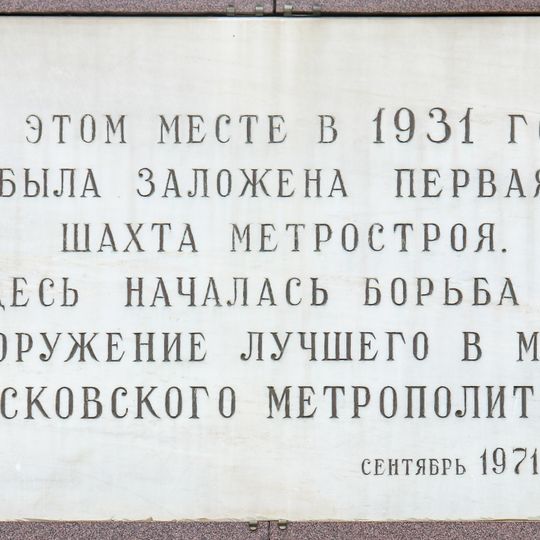 ЭТОМ МЕСТЕ В 1931 ГО
БЫЛА ЗАЛОЖЕНА ПЕРВАЯ
ШАХТА МЕТРОСТРОЯ.
ДЕСЬ НАЧАЛАСЬ БОРЬБА
ОРУЖЕНИЕ ЛУЧШЕГО В М
СКОВСКОГО МЕТРОПОЛИТ
СЕНТЯБРЬ 1971